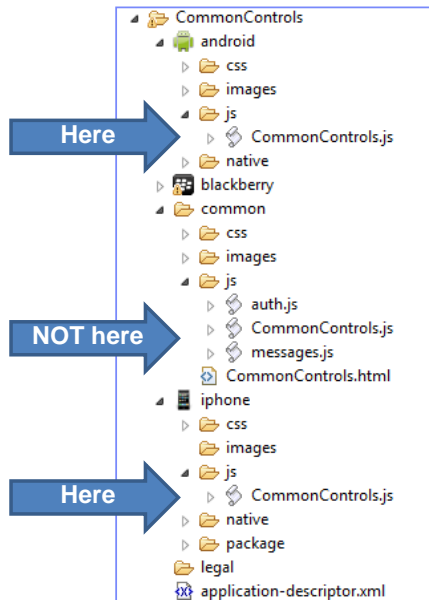 CommonControls
android
css
images
js
Here
CommonControls.js
native
blackberry
common
css
images
js
auth.js
NOT here
CommonControls.js
messages.js
CommonControls.html
iphone
css
images
js
Here
CommonControls.js
native
package
legal
application-descriptor.xml